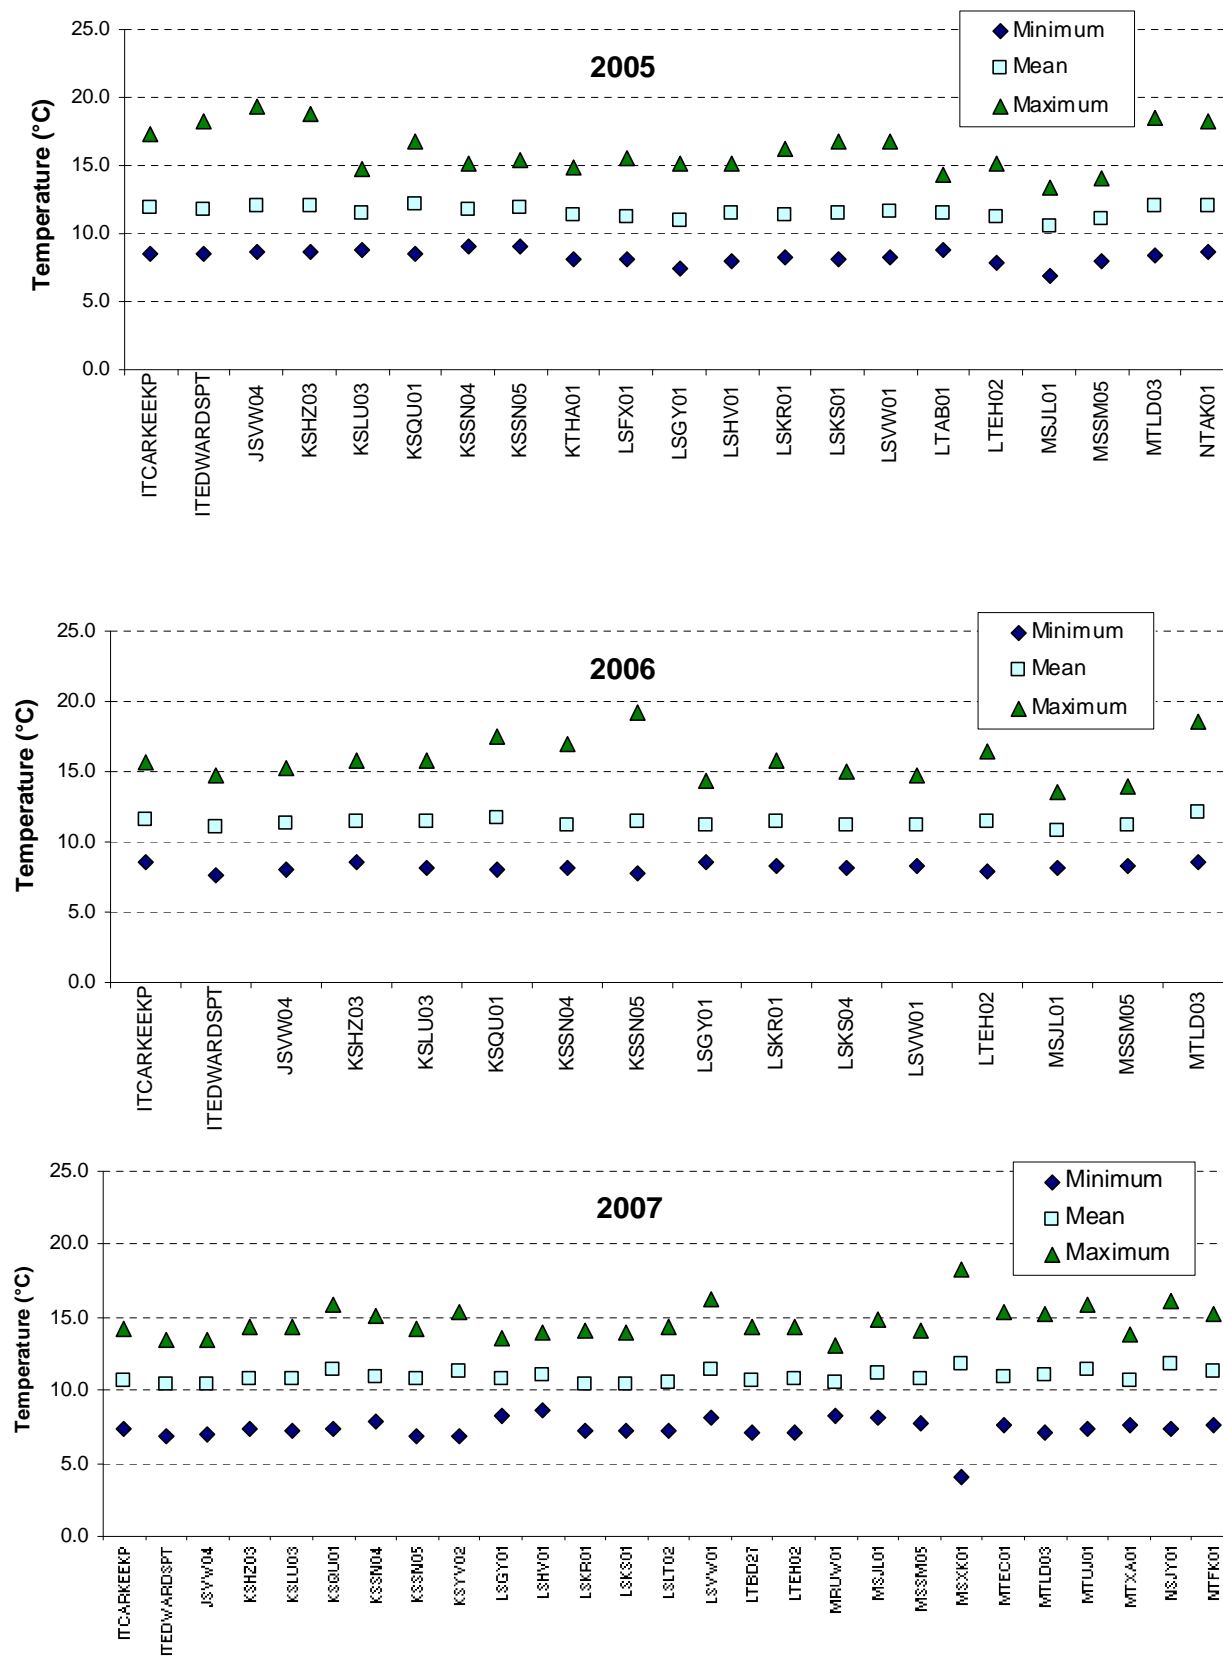 25.0
20.0
15.0
10.0
5.0
0.0
Temperature (°C)
2005
Minimum
Mean
Maximum
ITCARKEEKP
ITEDWARDSPT
JSVW04
KSHZ03
KSLU03
KSQU01
KSSN04
KSSN05
KTHA01
LSFX01
LSGY01
LSHV01
LSKR01
LSKS01
LSVW01
LTAB01
LTEH02
MSJL01
MSSM05
MTLD03
NTAK01
25.0
20.0
15.0
10.0
5.0
0.0
Temperature (°C)
2006
Minimum
Mean
Maximum
ITCARKEEKP
ITEDWARDSPT
JSVW04
KSHZ03
KSLU03
KSQU01
KSSN04
KSSN05
LSGY01
LSKR01
LSKS04
LSVW01
LTEH02
MSJL01
MSSM05
MTLD03
25.0
20.0
15.0
10.0
5.0
0.0
Temperature (°C)
2007
Minimum
Mean
Maximum
ITCARKEEKP
ITEDWARDSPT
JSVW04
KSHZ03
KSLU03
KSQU01
KSSN04
KSSN05
KSYV02
LSGY01
LSHV01
LSKR01
LSKS01
LSLT02
LSVW01
LTBD27
LTEH02
MRUW01
MSJL01
MSSM05
MSXK01
MTEC01
MTLD03
MTUJ01
MTXA01
NSJY01
NTFK01